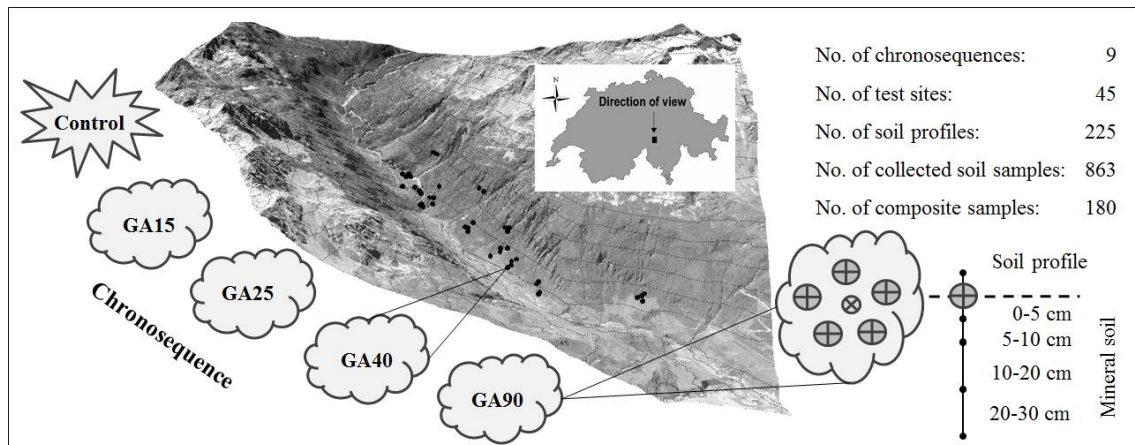 Control
GA15
GA25
GA40
GA90
Chronosequence
N
Direction of view
No. of chronosequences: 9
No. of test sites: 45
No. of soil profiles: 225
No. of collected soil samples: 863
No. of composite samples: 180
Soil profile
0-5 cm
5-10 cm
10-20 cm
20-30 cm
Mineral soil